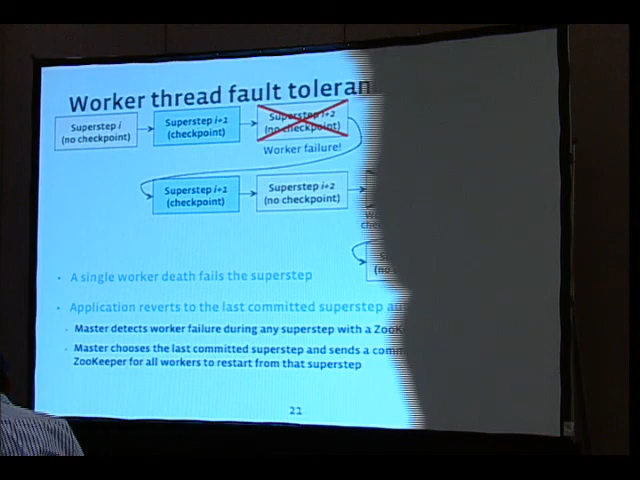 Worker thread fault toleran
Superstep i
(no checkpoint)
Superstep i+1
(checkpoint)
Superstep i+2
(no checkpoint)
Worker failure!
Superstep i+1
(checkpoint)
Superstep i+2
(no checkpoint)
• A single worker death fails the superstep
• Application reverts to the last committed superstep au
• Master detects worker failure during any superstep with a ZooK
• Master chooses the last committed superstep and sends a comm
ZooKeeper for all workers to restart from that superstep
21